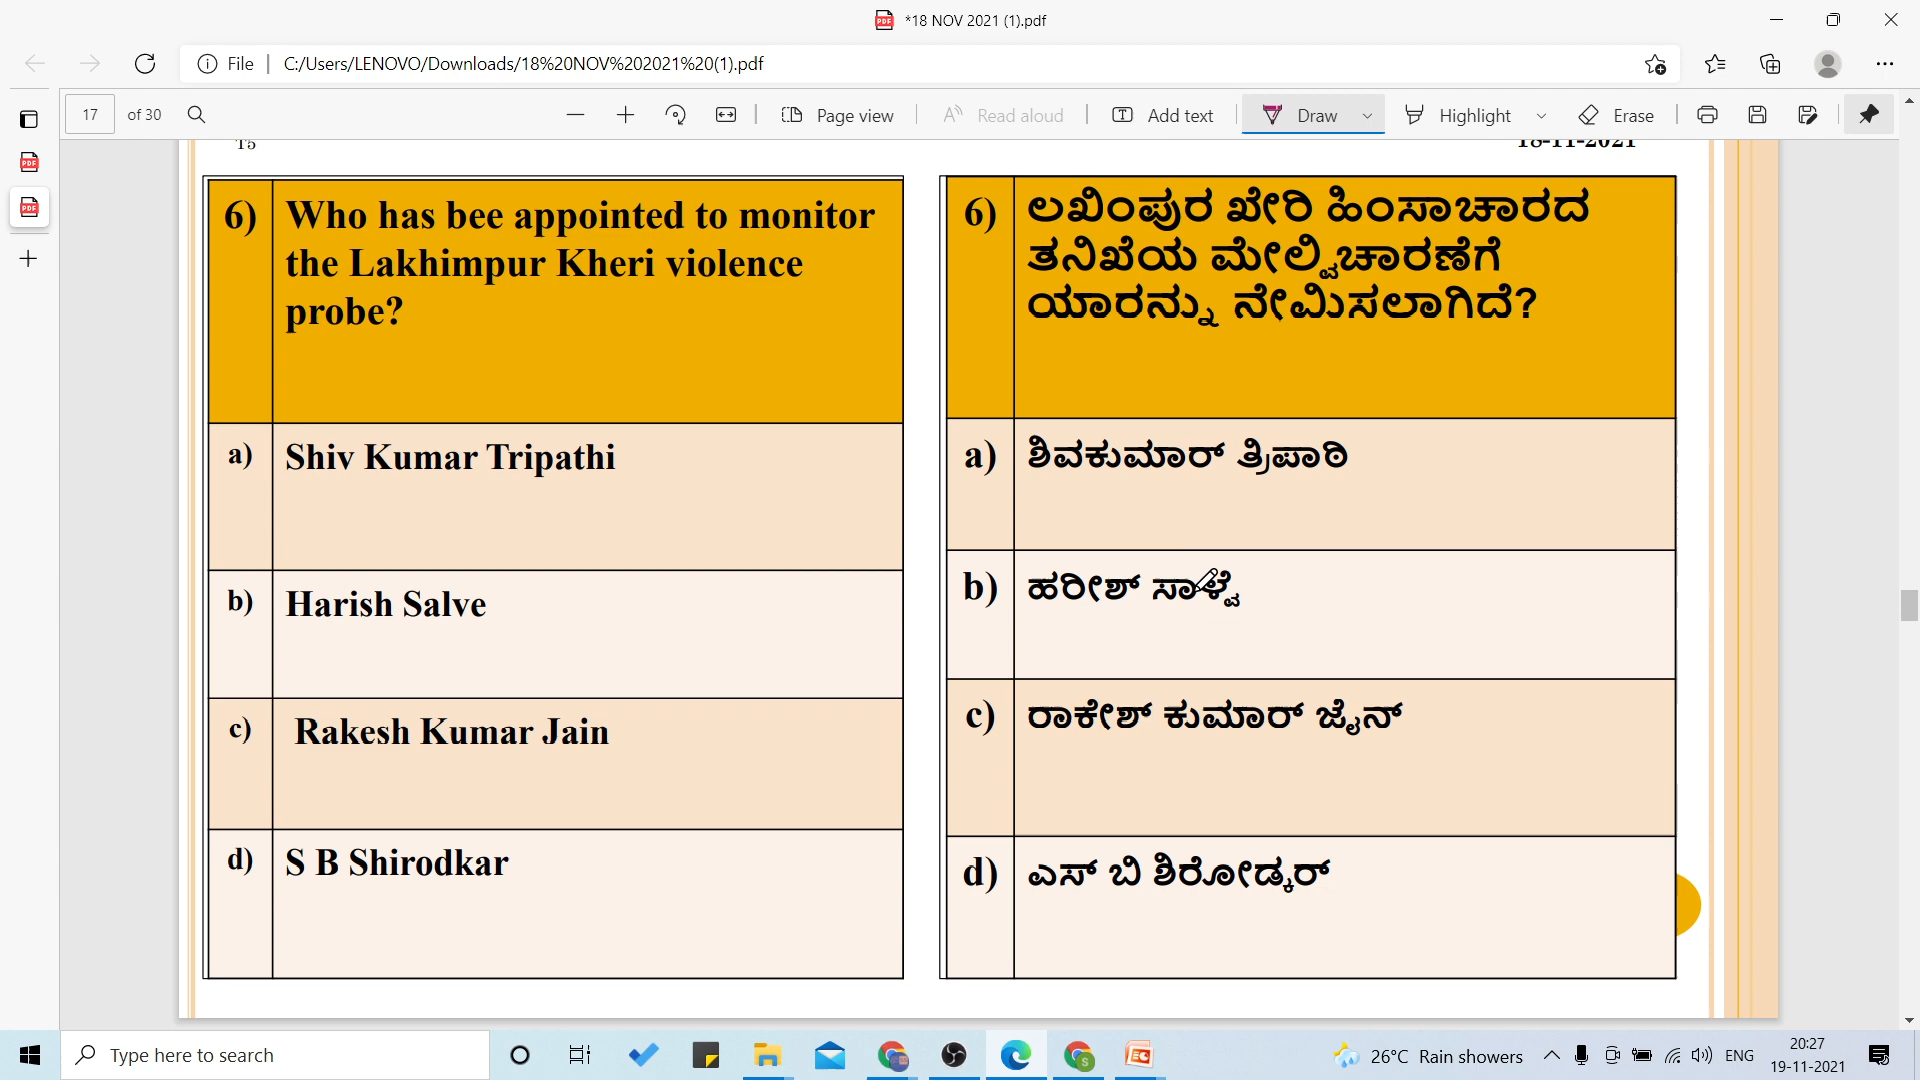 *18 NOV 2021 (1).pdf
File
C:/Users/LENOVO/Downloads/18%20NOV%202021%20(1).pdf
17 of 30
Page view
Read aloud
Add text
Draw
Highlight
Erase
18-11-2021
6) Who has bee appointed to monitor
the Lakhimpur Kheri violence
probe?
a) Shiv Kumar Tripathi
b) Harish Salve
c) Rakesh Kumar Jain
d) S B Shirodkar
6) ಲಖಿಂಪುರ ಖೇರಿ ಹಿಂಸಾಚಾರದ
ತನಿಖೆಯ ಮೇಲ್ವಿಚಾರಣೆಗೆ
ಯಾರನ್ನು ನೇಮಿಸಲಾಗಿದೆ?
a) ಶಿವಕುಮಾರ್ ತ್ರಿಪಾಠಿ
b) ಹರೀಶ್ ಸಾಳ್ವೆ
c) ರಾಕೇಶ್ ಕುಮಾರ್ ಜೈನ್
d) ಎಸ್ ಬಿ ಶಿರೋಡ್ಕರ್
Type here to search
26°C Rain showers
ENG
20:27
19-11-2021